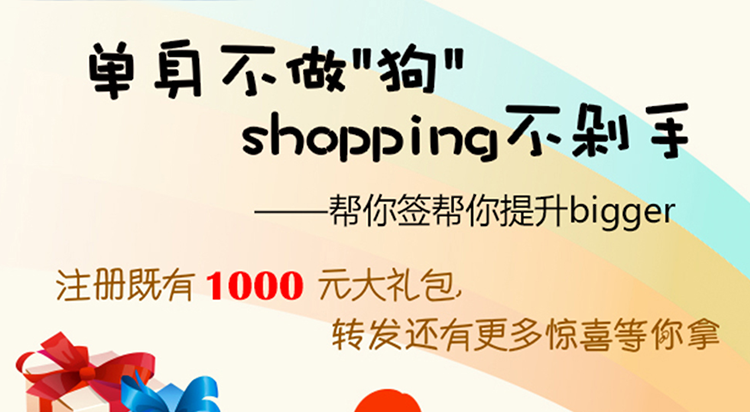 单身不做"狗"
shopping不剁手
——帮你签帮你提升bigger
注册既有 1000 元大礼包,
转发还有更多惊喜等你拿